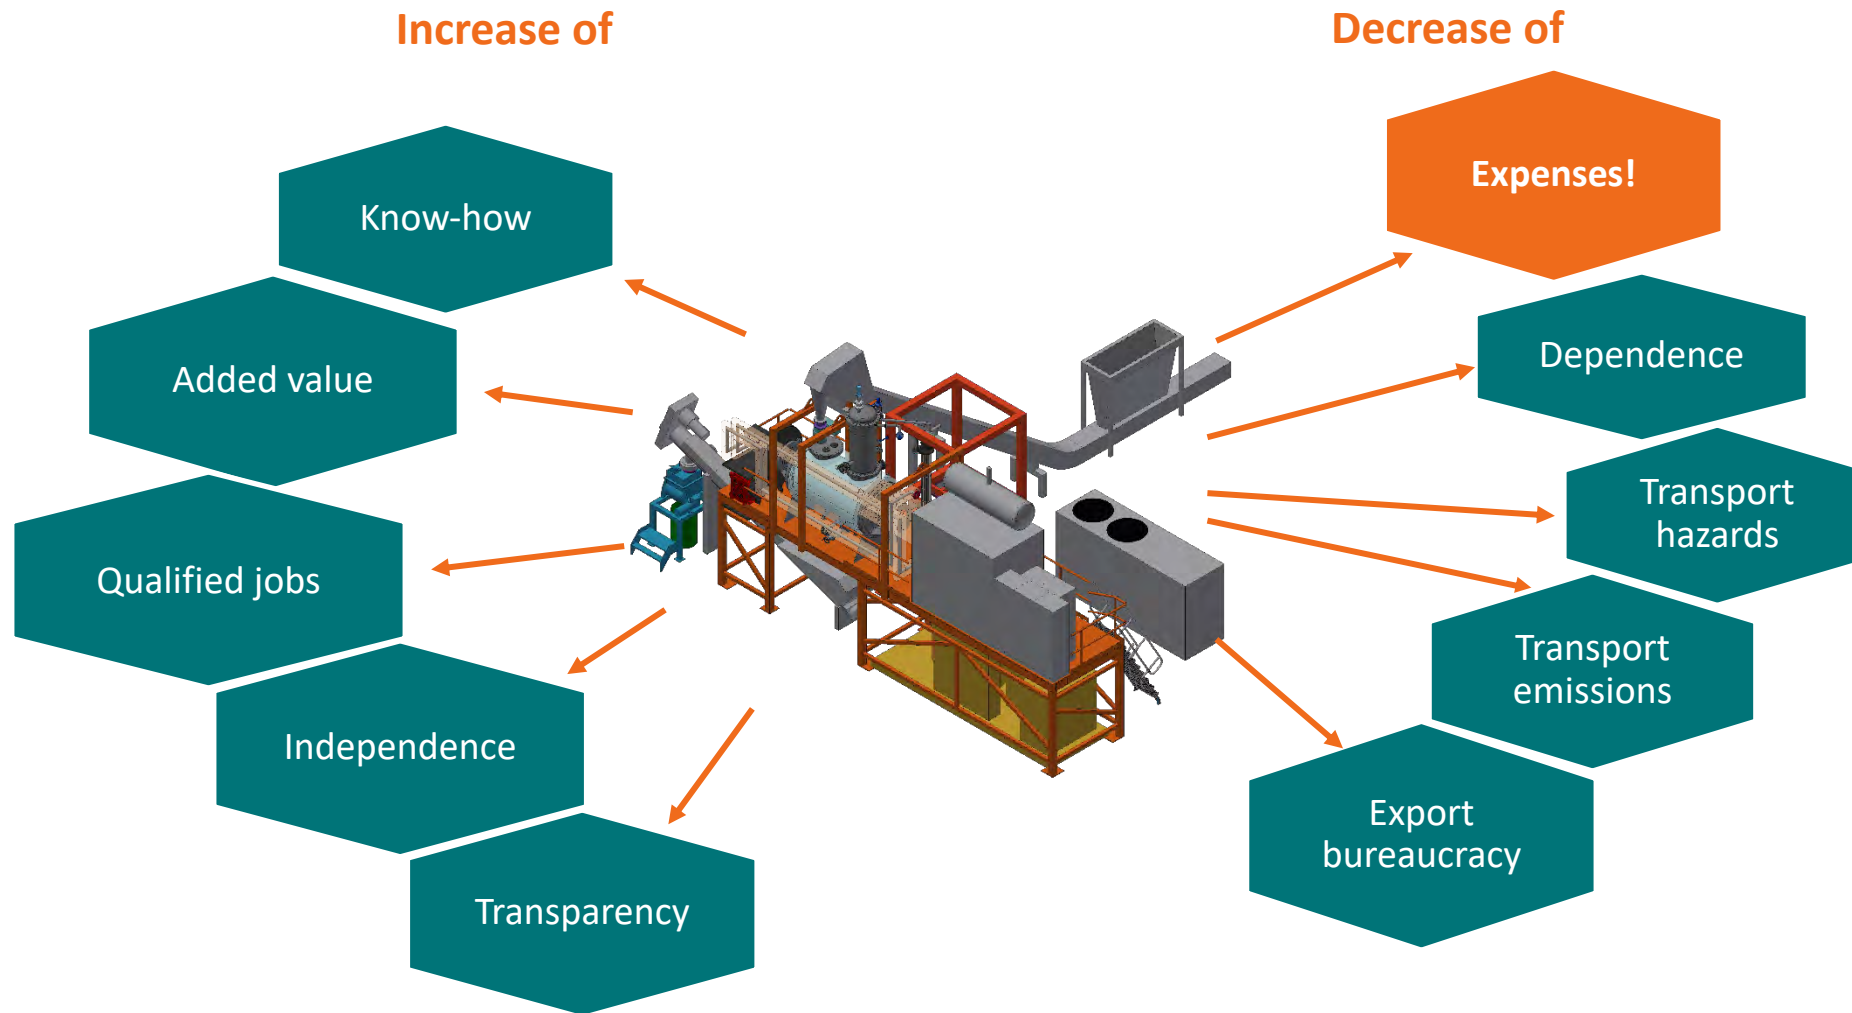 Increase of
Know-how
Added value
Qualified jobs
Independence
Transparency
Decrease of
Expenses!
Dependence
Transport
hazards
Transport
emissions
Export
bureaucracy